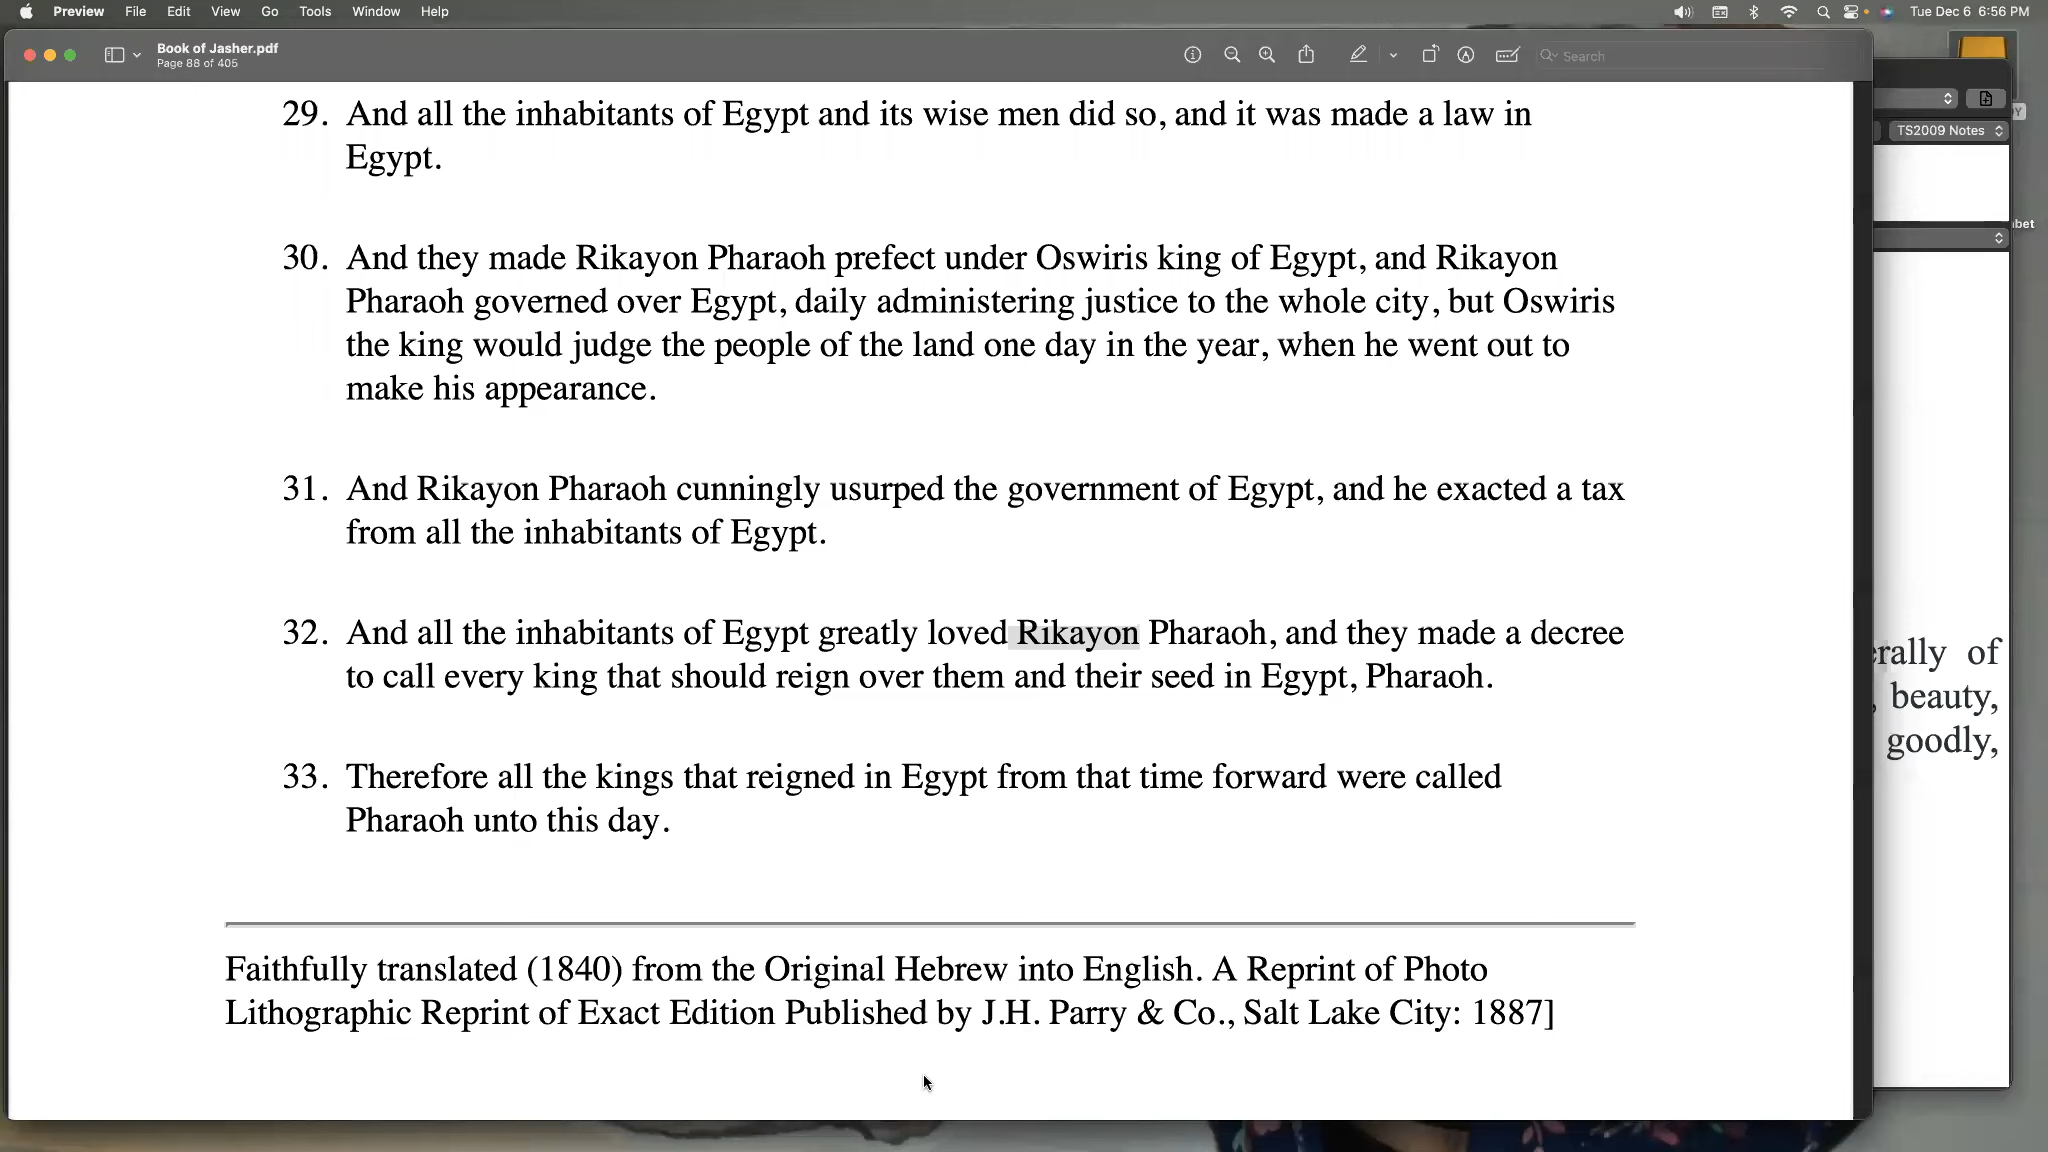 Preview File Edit View Go Tools Window Help
Tue Dec 6 6:56 PM
Book of Jasher.pdf
Page 88 of 405
Search
TS2009 Notes
29. And all the inhabitants of Egypt and its wise men did so, and it was made a law in
Egypt.
30. And they made Rikayon Pharaoh prefect under Oswiris king of Egypt, and Rikayon
Pharaoh governed over Egypt, daily administering justice to the whole city, but Oswiris
the king would judge the people of the land one day in the year, when he went out to
make his appearance.
31. And Rikayon Pharaoh cunningly usurped the government of Egypt, and he exacted a tax
from all the inhabitants of Egypt.
32. And all the inhabitants of Egypt greatly loved Rikayon Pharaoh, and they made a decree
to call every king that should reign over them and their seed in Egypt, Pharaoh.
33. Therefore all the kings that reigned in Egypt from that time forward were called
Pharaoh unto this day.
Faithfully translated (1840) from the Original Hebrew into English. A Reprint of Photo
Lithographic Reprint of Exact Edition Published by J.H. Parry & Co., Salt Lake City: 1887]
erally of
, beauty,
goodly,